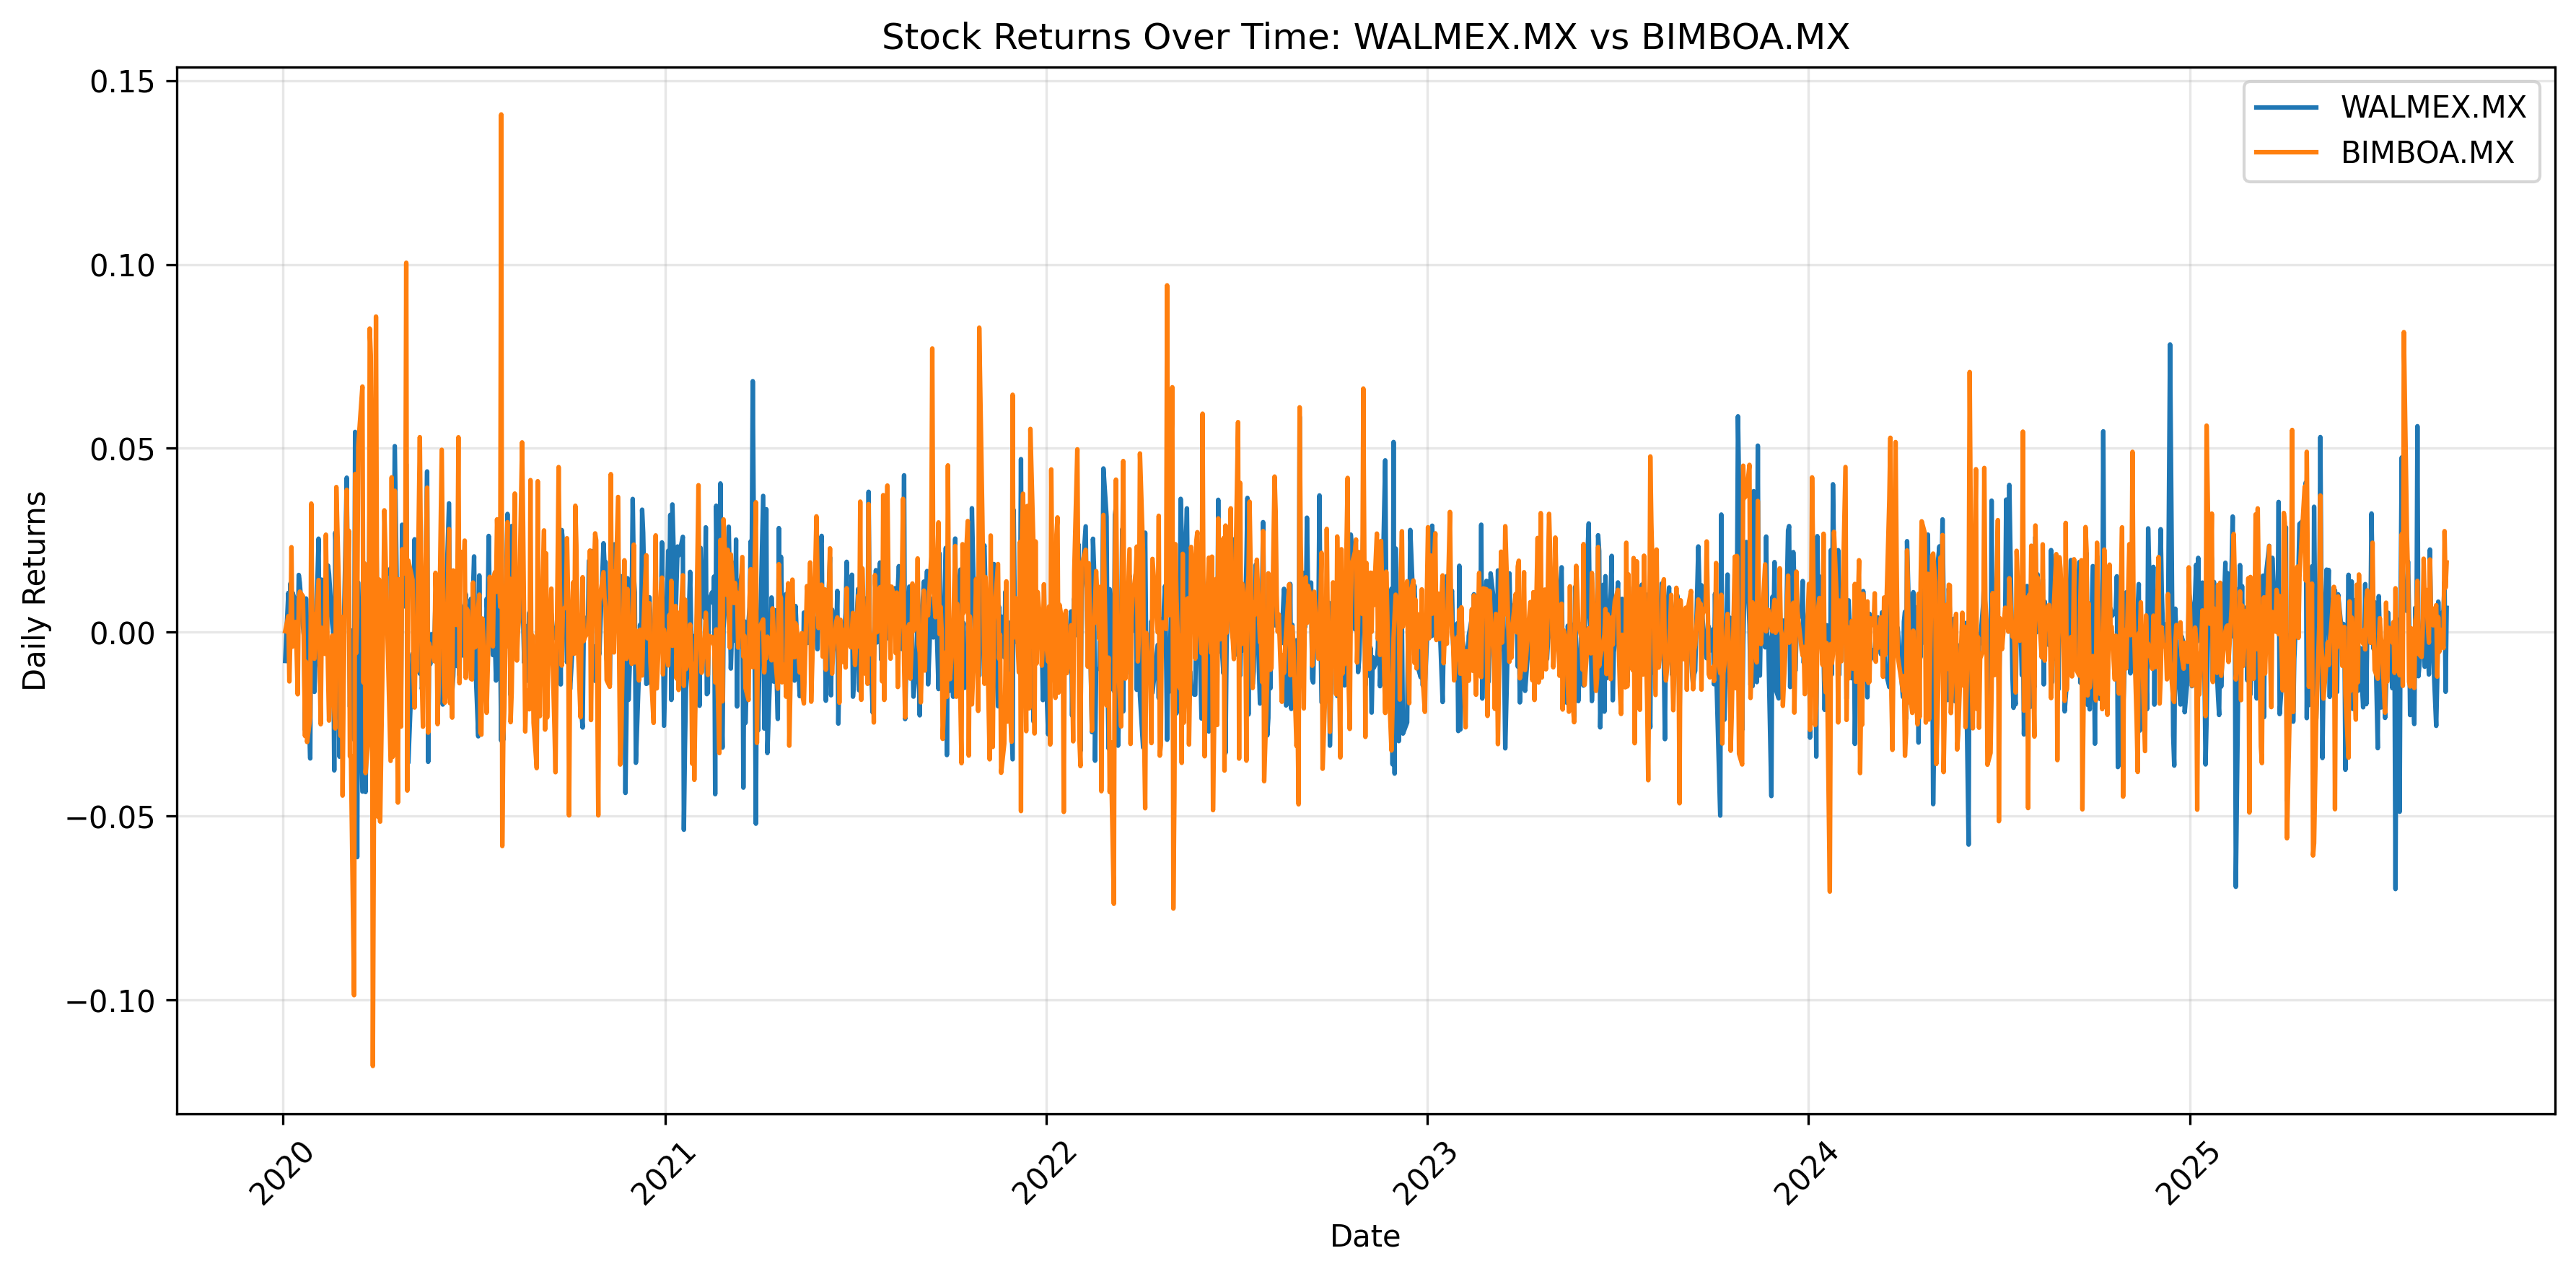 Stock Returns Over Time: WALMEX.MX vs BIMBOA.MX
WALMEX.MX
BIMBOA.MX
Daily Returns
0.15
0.10
0.05
0.00
−0.05
−0.10
2020
2021
2022
2023
2024
2025
Date